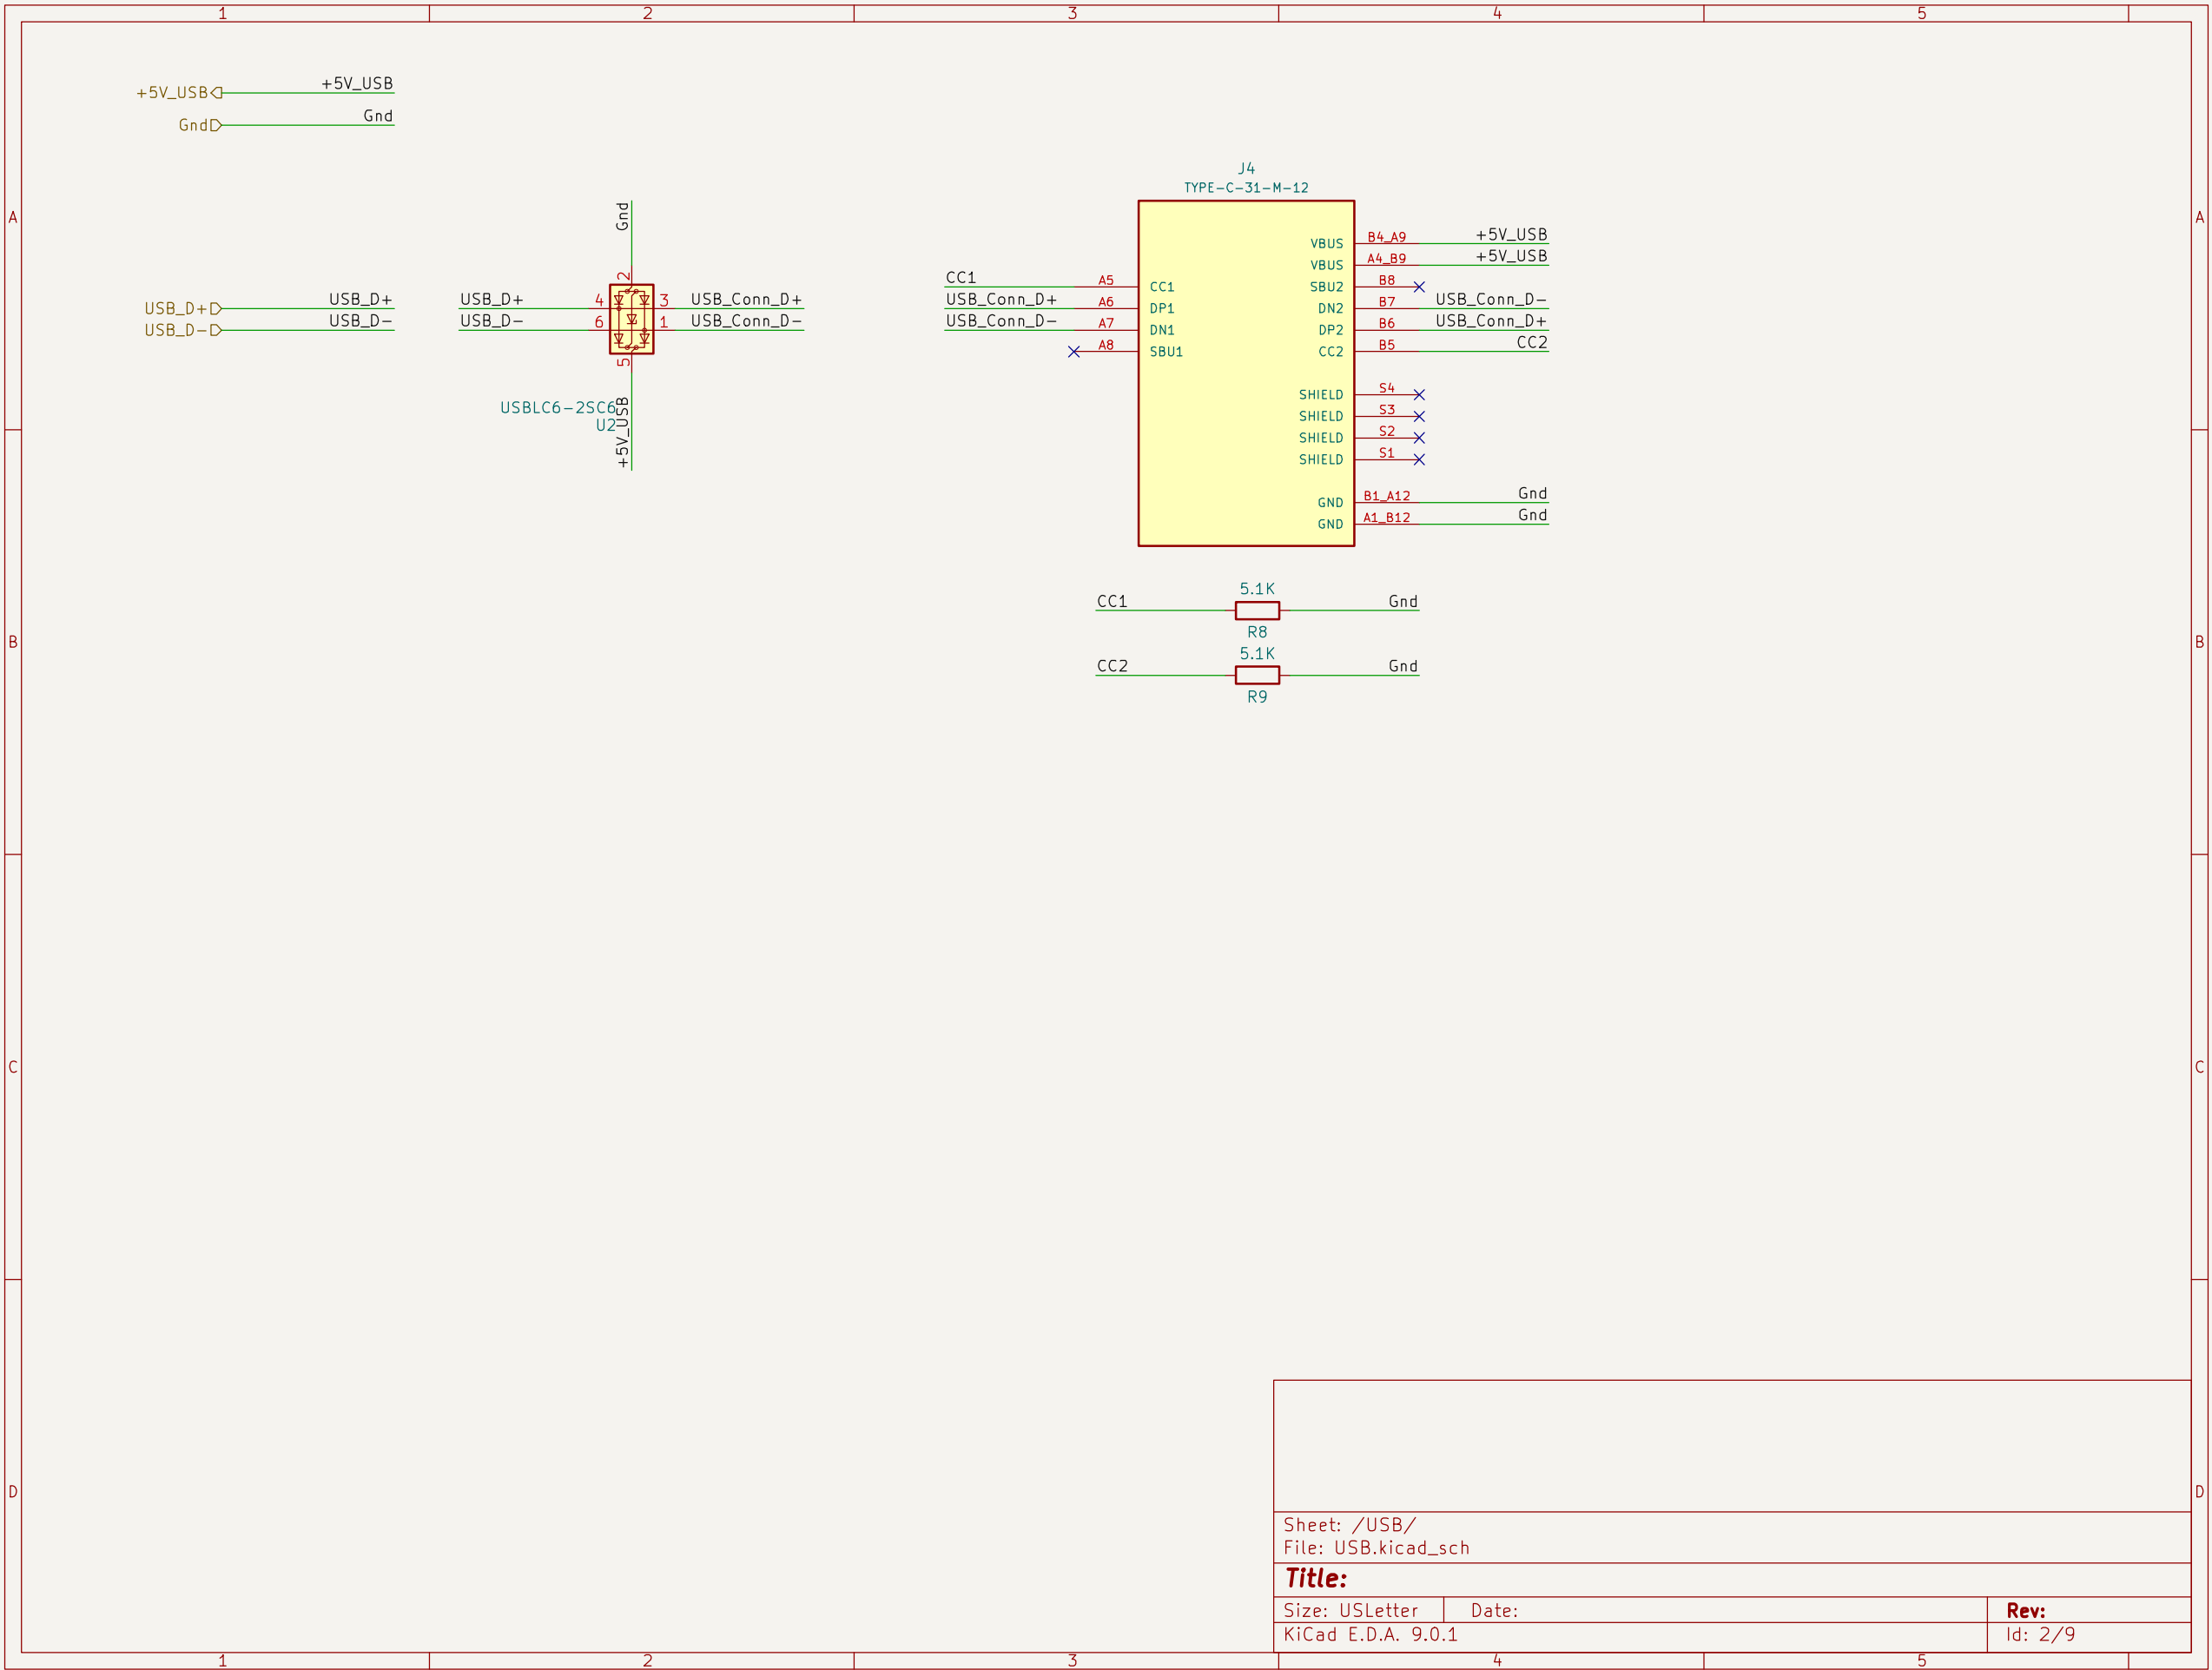 1 2 3 4 5
+5V_USB +5V_USB
Gnd Gnd
J4
TYPE-C-31-M-12
A A
Gnd
VBUS B4_A9 +5V_USB
VBUS A4_B9 +5V_USB
2
CC1 A5 CC1 SBU2 B8
USB_D+ USB_D+ USB_D+ 4 3 USB_Conn_D+ USB_Conn_D+ A6 DP1 DN2 B7 USB_Conn_D-
USB_D- USB_D- USB_D- 6 1 USB_Conn_D- USB_Conn_D- A7 DN1 DP2 B6 USB_Conn_D+
A8 SBU1 CC2 B5 CC2
5
SHIELD S4
USBLC6-2SC6
SHIELD S3
U2
+5V_USB
SHIELD S2
SHIELD S1
GND B1_A12 Gnd
GND A1_B12 Gnd
5.1K
CC1 Gnd
R8
B B
5.1K
CC2 Gnd
R9
C C
D D
Sheet: /USB/
File: USB.kicad_sch
Title:
Size: USLetter Date: Rev:
KiCad E.D.A. 9.0.1 Id: 2/9
1 2 3 4 5